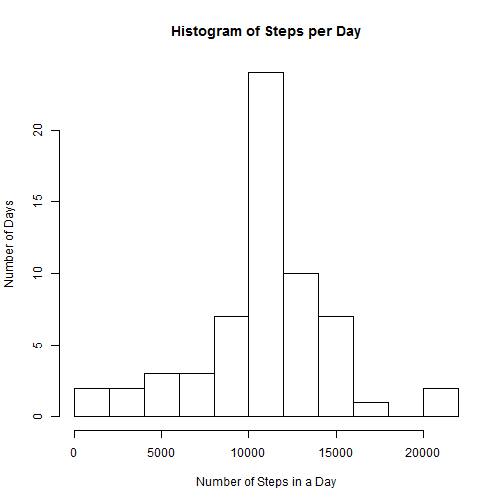 Histogram of Steps per Day
Number of Days
20
15
10
5
0
0 5000 10000 15000 20000
Number of Steps in a Day